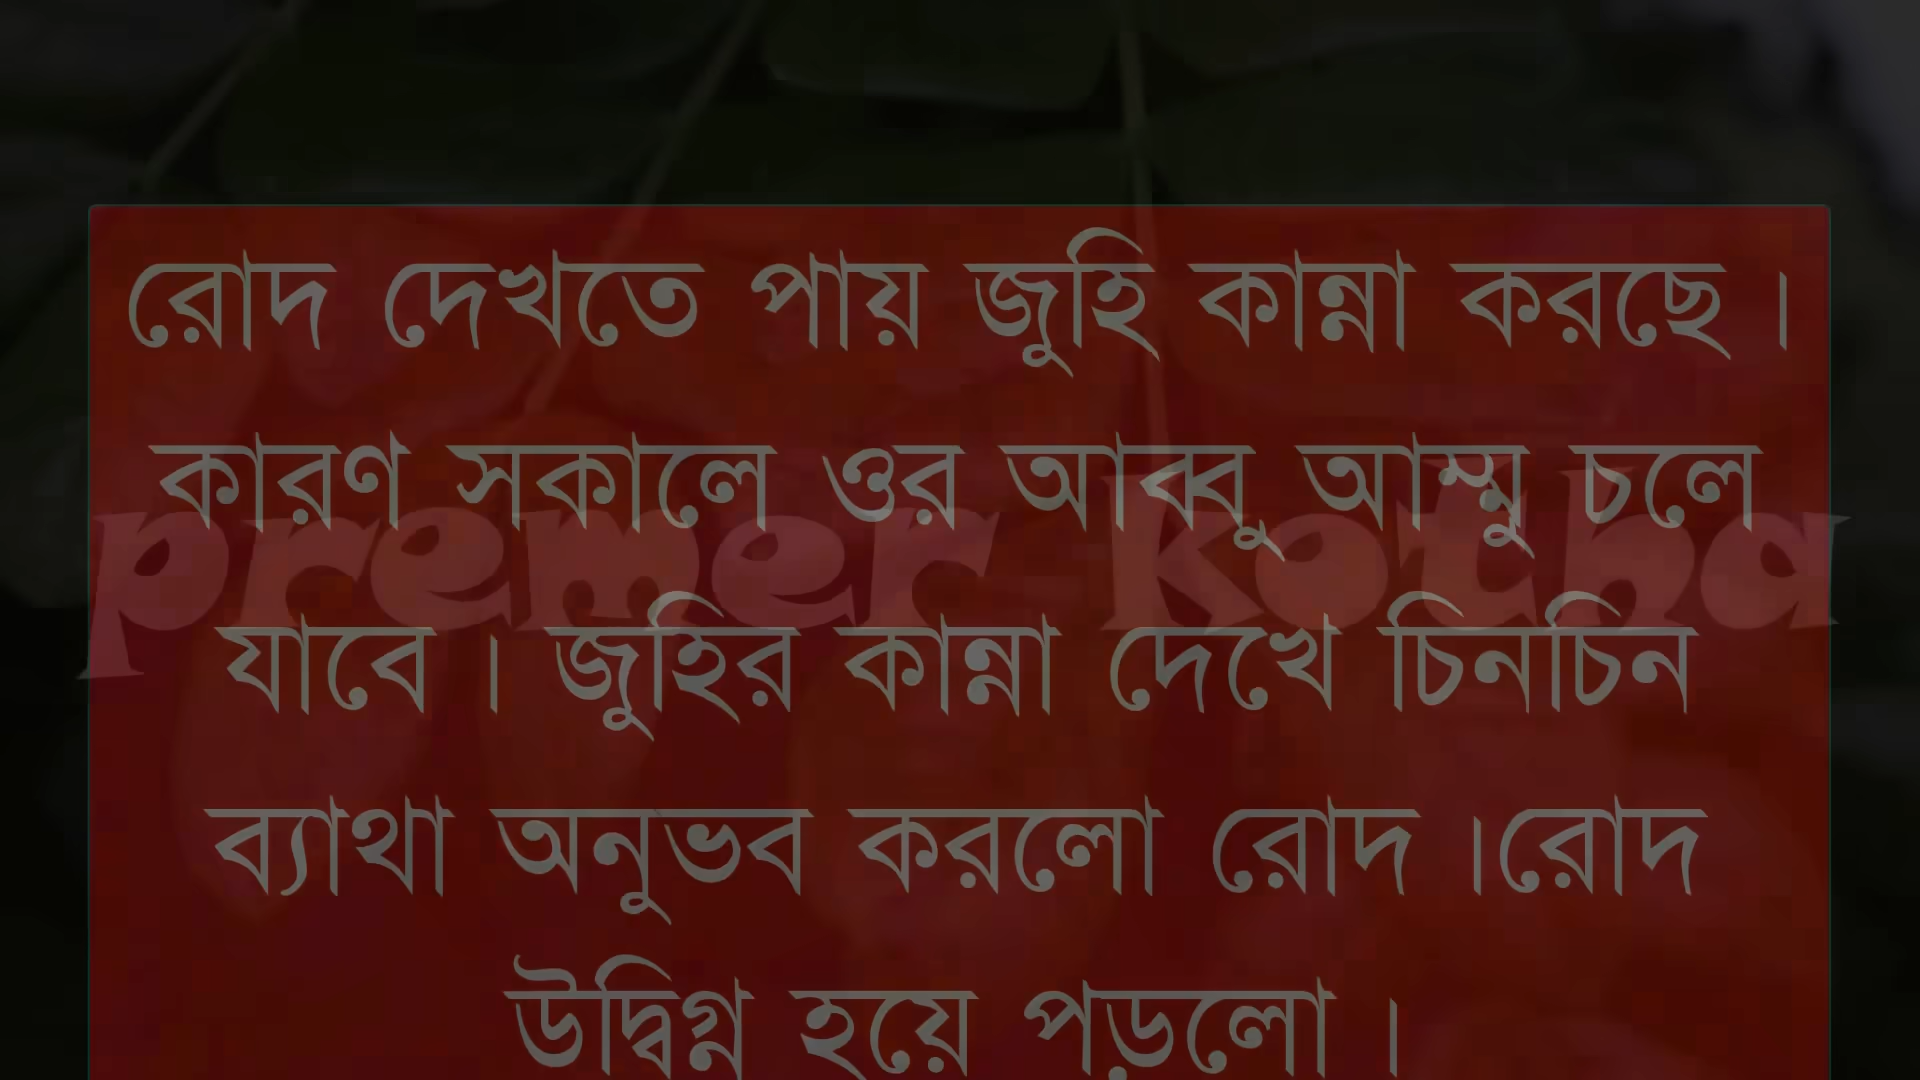 রোদ দেখতে পায় জুহি কান্না করছে ।
কারণ সকালে ওর আব্বু আম্মু চলে
premer kotha
যাবে । জুহির কান্না দেখে চিনচিন
ব্যাথা অনুভব করলো রোদ ।রোদ
উদ্বিগ্ন হয়ে পড়লো ।